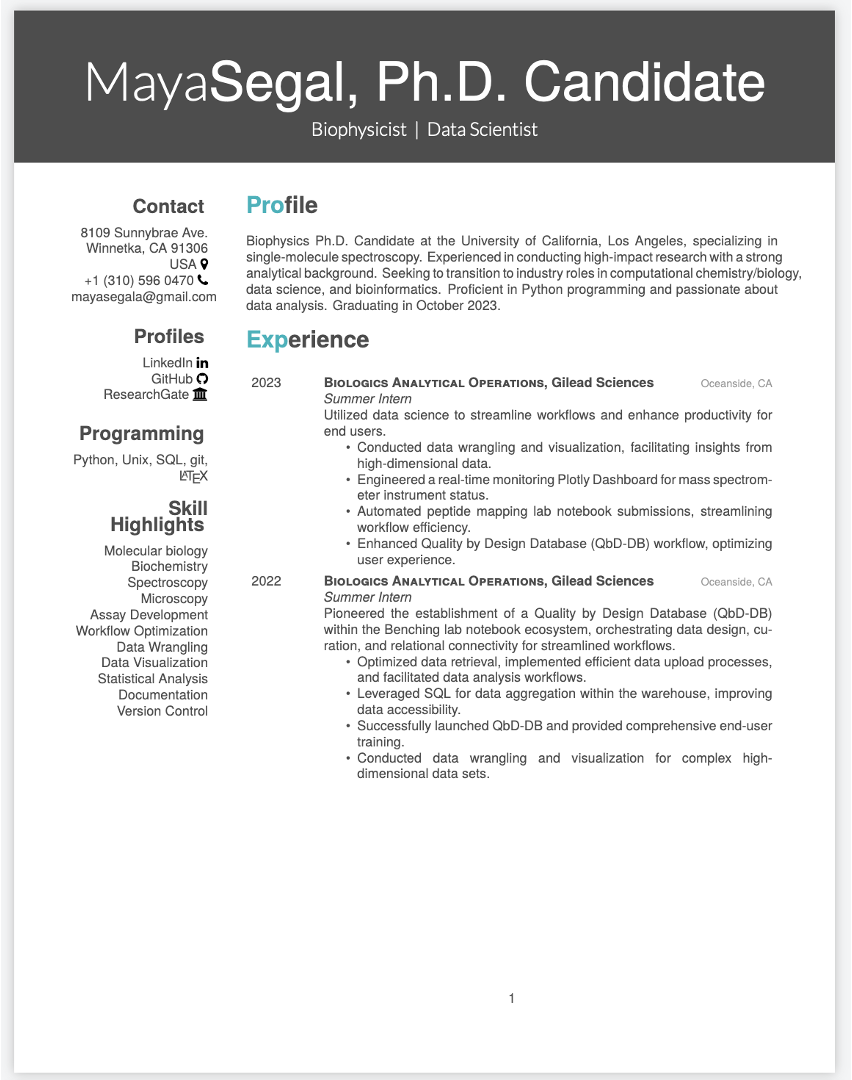 MayaSegal, Ph.D. Candidate
Biophysicist | Data Scientist
Contact
8109 Sunnybrae Ave.
Winnetka, CA 91306
USA
+1 (310) 596 0470
mayasegala@gmail.com
Profiles
LinkedIn
GitHub
ResearchGate
Programming
Python, Unix, SQL, git,
LATEX
Skill
Highlights
Molecular biology
Biochemistry
Spectroscopy
Microscopy
Assay Development
Workflow Optimization
Data Wrangling
Data Visualization
Statistical Analysis
Documentation
Version Control
Profile
Biophysics Ph.D. Candidate at the University of California, Los Angeles, specializing in
single-molecule spectroscopy. Experienced in conducting high-impact research with a strong
analytical background. Seeking to transition to industry roles in computational chemistry/biology,
data science, and bioinformatics. Proficient in Python programming and passionate about
data analysis. Graduating in October 2023.
Experience
2023 Biologics Analytical Operations, Gilead Sciences Oceanside, CA
Summer Intern
Utilized data science to streamline workflows and enhance productivity for
end users.
• Conducted data wrangling and visualization, facilitating insights from
high-dimensional data.
• Engineered a real-time monitoring Plotly Dashboard for mass spectrom-
eter instrument status.
• Automated peptide mapping lab notebook submissions, streamlining
workflow efficiency.
• Enhanced Quality by Design Database (QbD-DB) workflow, optimizing
user experience.
2022 Biologics Analytical Operations, Gilead Sciences Oceanside, CA
Summer Intern
Pioneered the establishment of a Quality by Design Database (QbD-DB)
within the Benching lab notebook ecosystem, orchestrating data design, cu-
ration, and relational connectivity for streamlined workflows.
• Optimized data retrieval, implemented efficient data upload processes,
and facilitated data analysis workflows.
• Leveraged SQL for data aggregation within the warehouse, improving
data accessibility.
• Successfully launched QbD-DB and provided comprehensive end-user
training.
• Conducted data wrangling and visualization for complex high-
dimensional data sets.
1